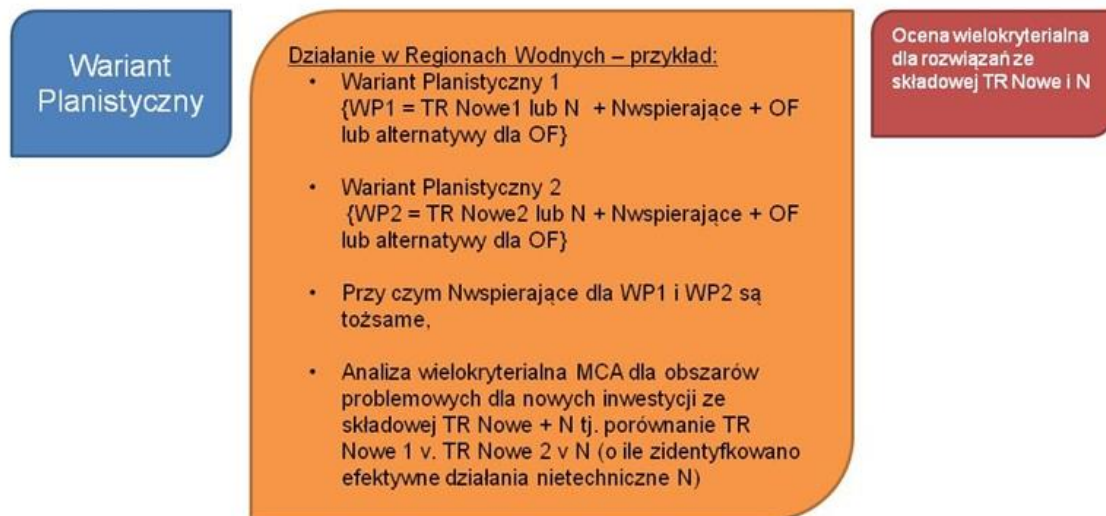 Wariant
Planistyczny
Działanie w Regionach Wodnych – przykład:
• Wariant Planistyczny 1
{WP1 = TR Nowe1 lub N + Nwspierające + OF
lub alternatywy dla OF}
• Wariant Planistyczny 2
{WP2 = TR Nowe2 lub N + Nwspierające + OF
lub alternatywy dla OF}
• Przy czym Nwspierające dla WP1 i WP2 są
tożsame,
• Analiza wielokryterialna MCA dla obszarów
problemowych dla nowych inwestycji ze
składowej TR Nowe + N tj. porównanie TR
Nowe 1 v. TR Nowe 2 v N (o ile zidentyfkowano
efektywne działania nietechniczne N)
Ocena wielokryterialna
dla rozwiązań ze
składowej TR Nowe i N